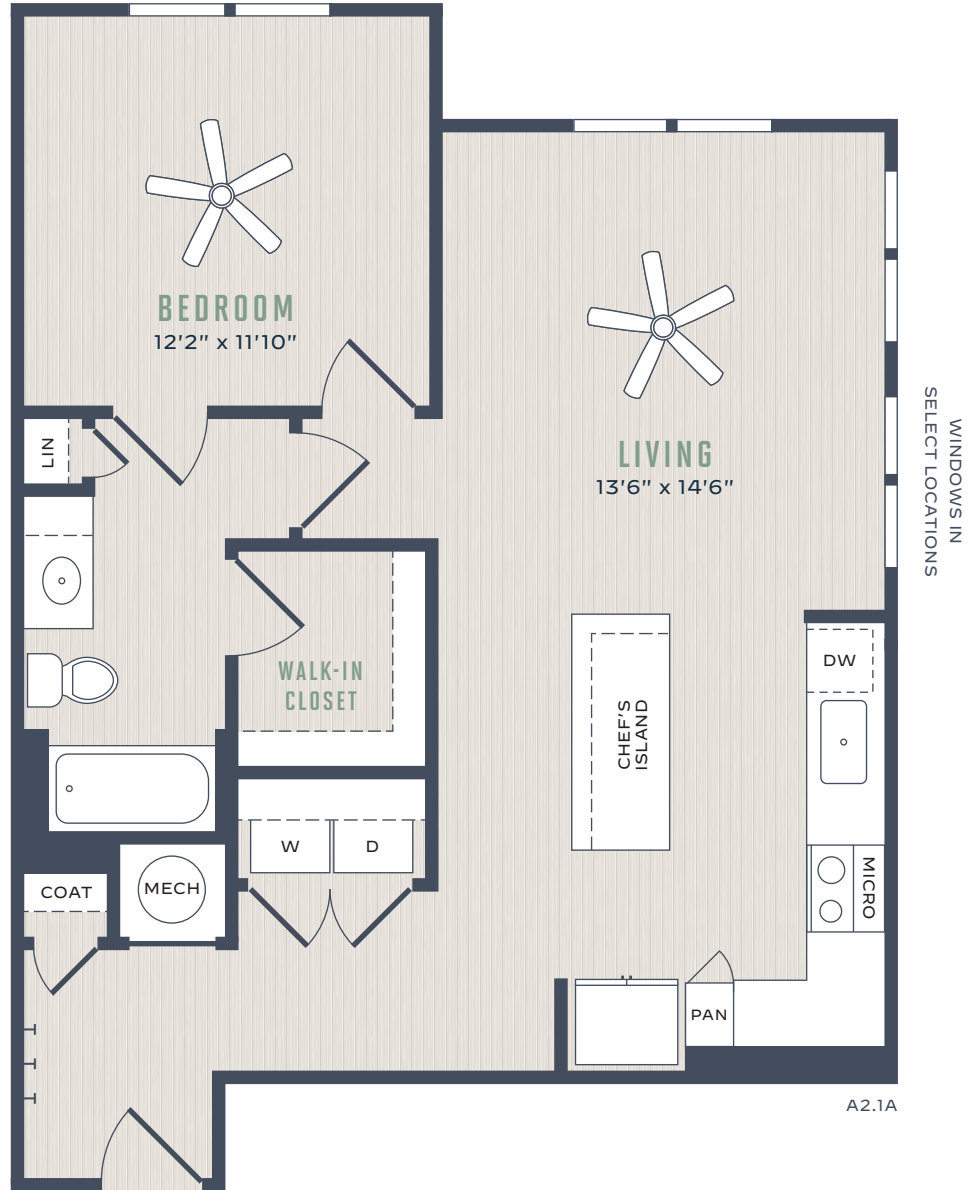 BEDROOM
12'2" x 11'10"
LIVING
13'6" x 14'6"
WINDOWS IN
SELECT LOCATIONS
LIN
WALK-IN
CLOSET
DW
CHEF'S
ISLAND
W
D
MICRO
COAT
MECH
PAN
A2.1A